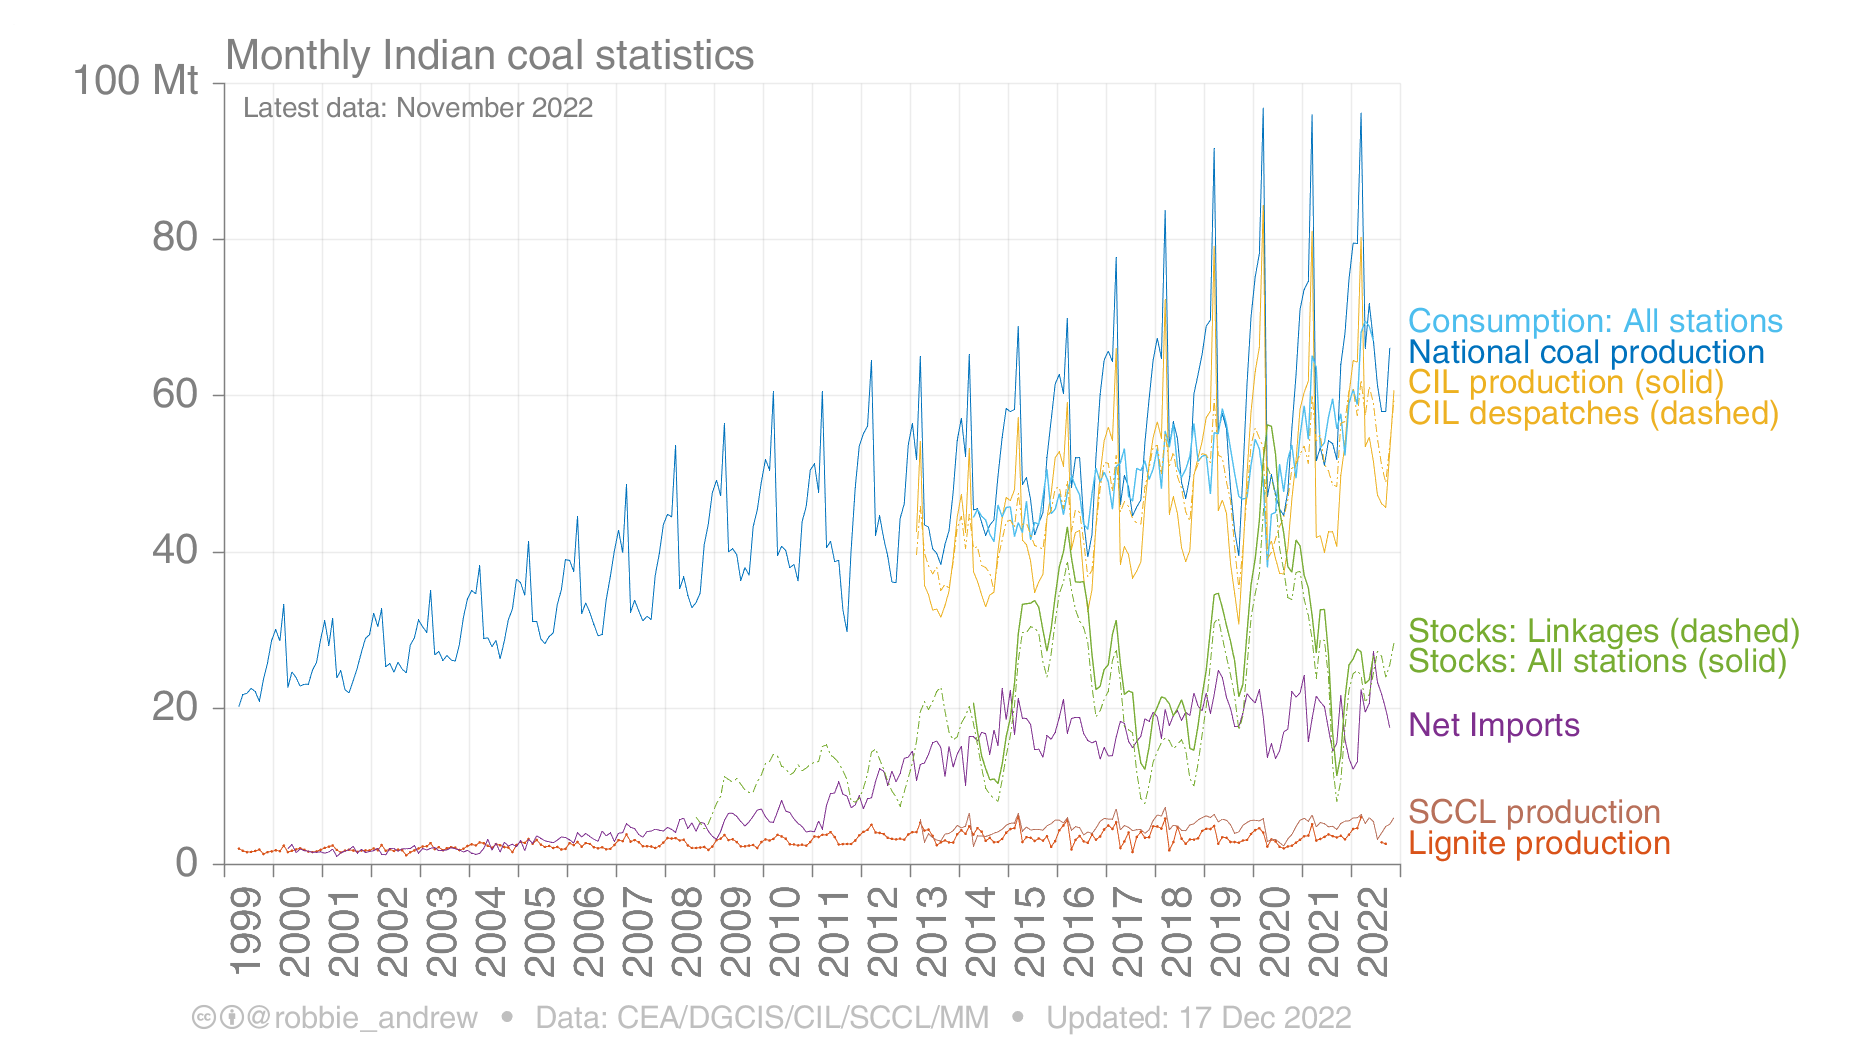 Monthly Indian coal statistics
100 Mt
Latest data: November 2022
80
60
40
20
0
Consumption: All stations
National coal production
CIL production (solid)
CIL despatches (dashed)
Stocks: Linkages (dashed)
Stocks: All stations (solid)
Net Imports
SCCL production
Lignite production
1999 2000 2001 2002 2003 2004 2005 2006 2007 2008 2009 2010 2011 2012 2013 2014 2015 2016 2017 2018 2019 2020 2021 2022
cc @robbie_andrew • Data: CEA/DGCIS/CIL/SCCL/MM • Updated: 17 Dec 2022